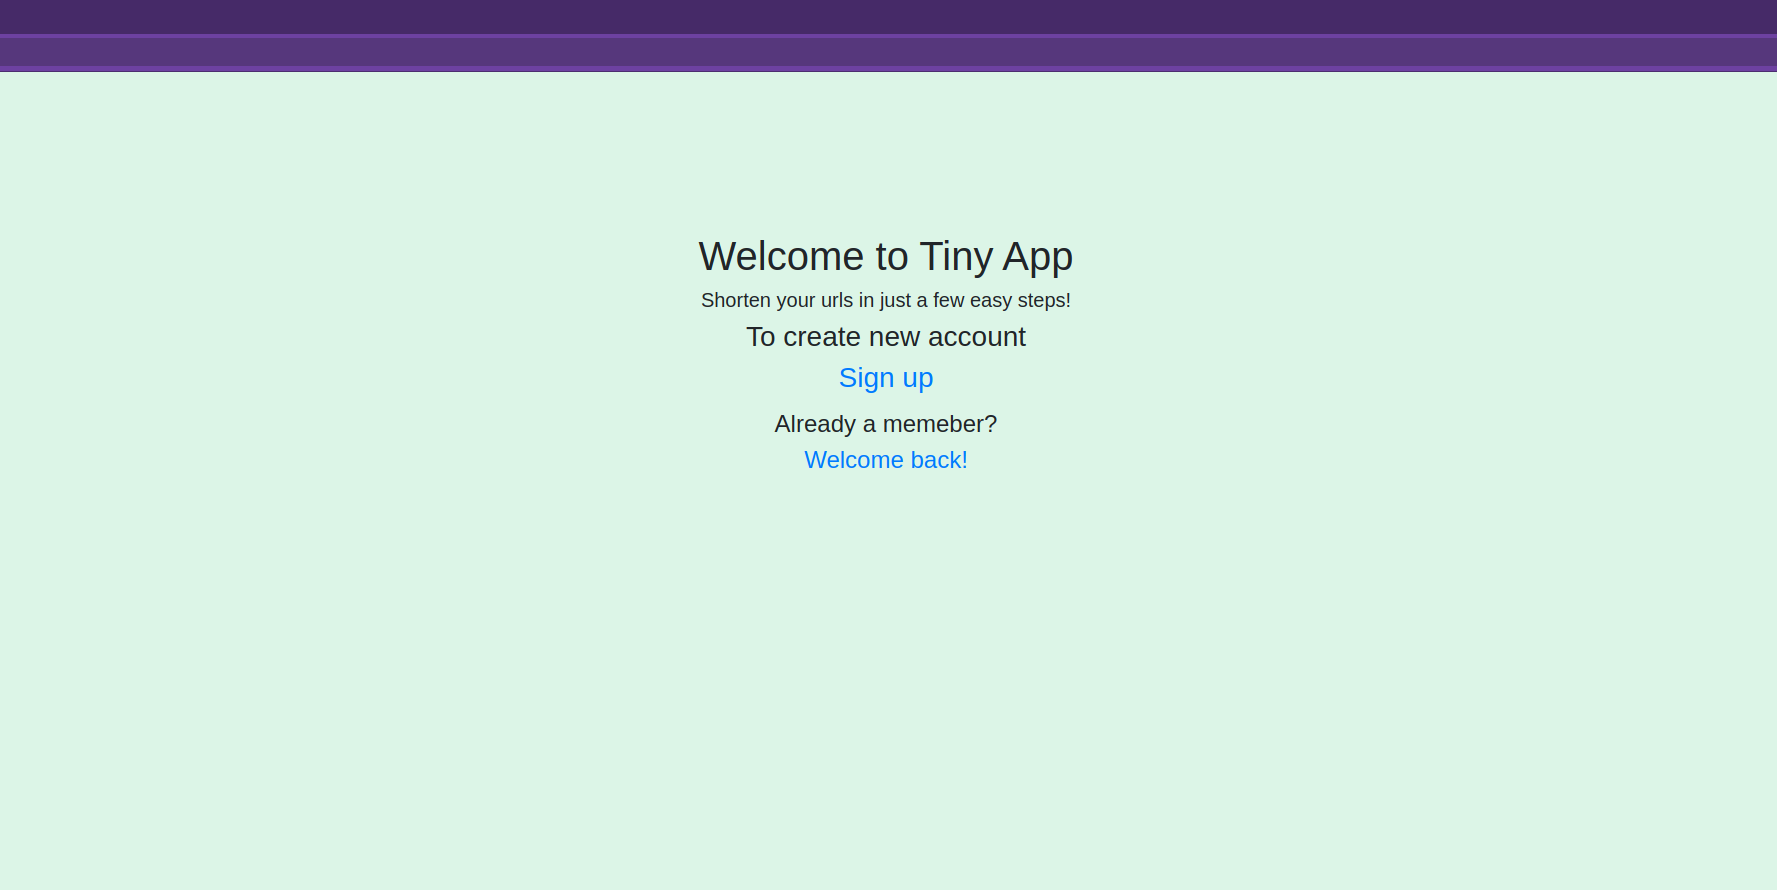 Welcome to Tiny App
Shorten your urls in just a few easy steps!
To create new account
Sign up
Already a memeber?
Welcome back!